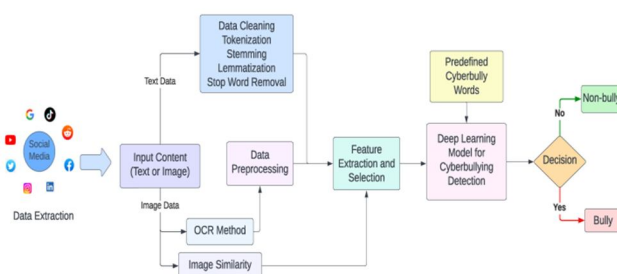 Data Cleaning
Tokenization
Stemming
Lemmatization
Stop Word Removal
Text Data
Predefined
Cyberbully
Words
Non-bully
No
Social
Media
Input Content
(Text or Image)
Data
Preprocessing
Feature
Extraction and
Selection
Deep Learning
Model for
Cyberbullying
Detection
Decision
Data Extraction
Image Data
Yes
OCR Method
Bully
Image Similarity